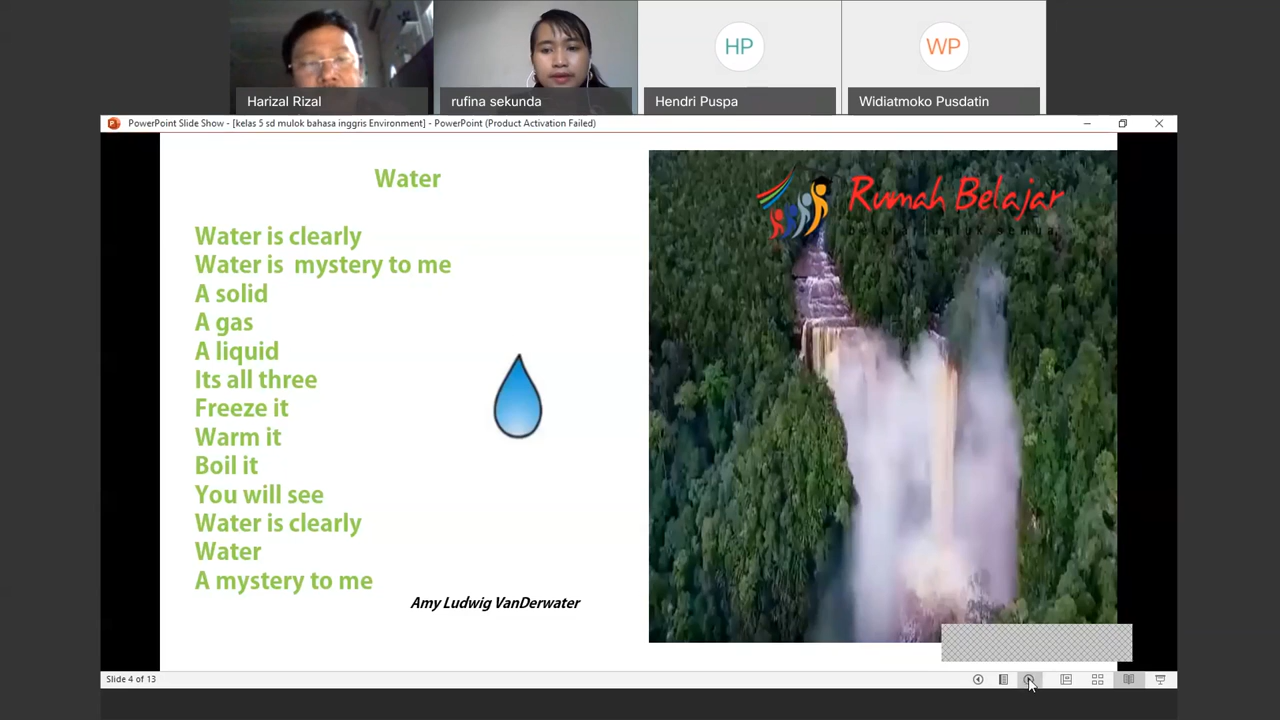 HP
WP
Harizal Rizal
rufina sekunda
Hendri Puspa
Widiatmoko Pusdatin
PowerPoint Slide Show - [kelas 5 sd mulok bahasa inggris Environment] - PowerPoint (Product Activation Failed)
Water
Rumah Belajar
belajar untuk semua
Water is clearly
Water is mystery to me
A solid
A gas
A liquid
Its all three
Freeze it
Warm it
Boil it
You will see
Water is clearly
Water
A mystery to me
Amy Ludwig VanDerwater
Slide 4 of 13